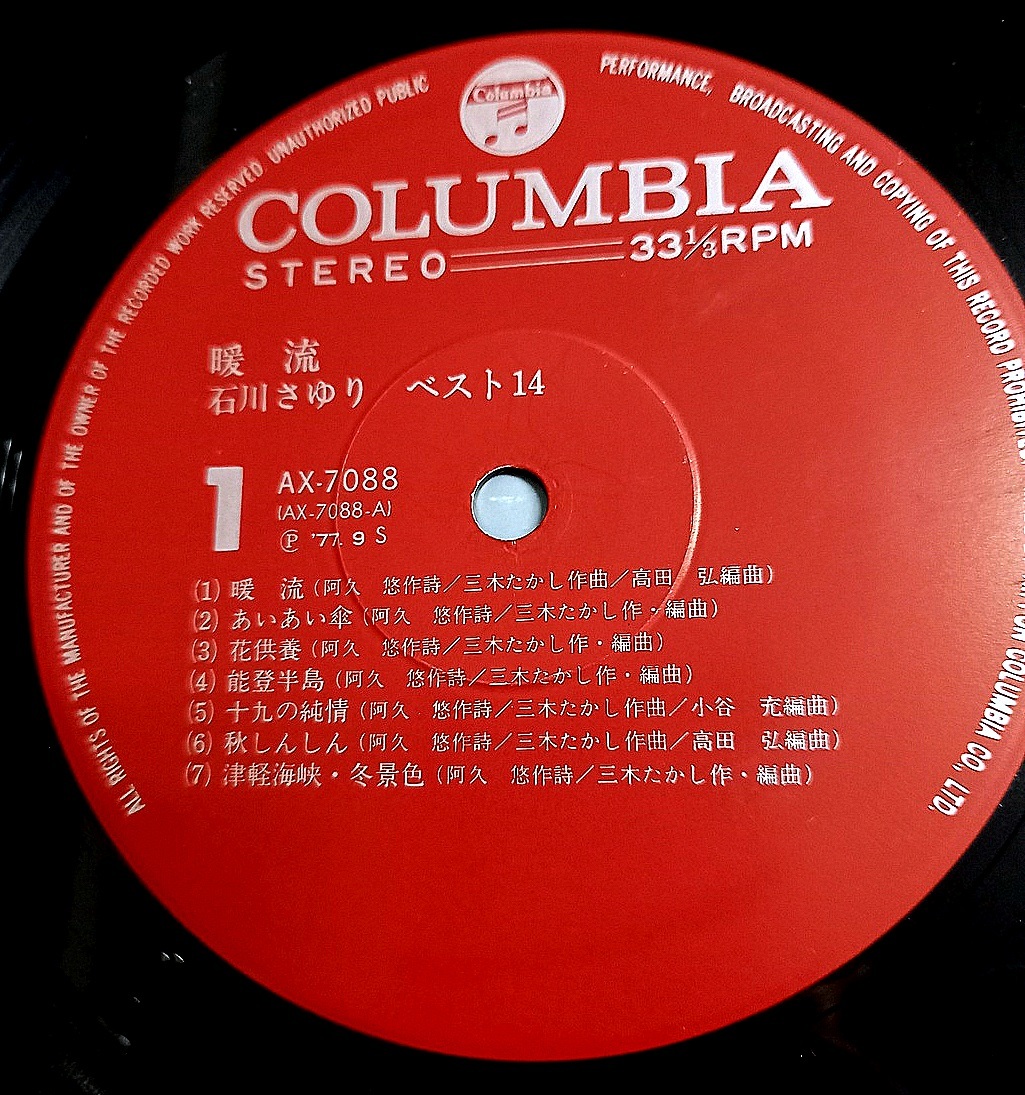 Columbia
COLUMBIA
STEREO 33⅓RPM
暖　流
石川さゆり　ベスト14
1
AX-7088
(AX-7088-A)
Ⓟ '77. 9 S
(1) 暖　流 (阿久　悠作詩／三木たかし作曲／高田　弘編曲)
(2) あいあい傘 (阿久　悠作詩／三木たかし作・編曲)
(3) 花供養 (阿久　悠作詩／三木たかし作・編曲)
(4) 能登半島 (阿久　悠作詩／三木たかし作・編曲)
(5) 十九の純情 (阿久　悠作詩／三木たかし作曲／小谷　充編曲)
(6) 秋しんしん (阿久　悠作詩／三木たかし作曲／高田　弘編曲)
(7) 津軽海峡・冬景色 (阿久　悠作詩／三木たかし作・編曲)
ALL RIGHTS OF THE MANUFACTURER AND OF THE OWNER OF THE RECORDED WORK RESERVED UNAUTHORIZED PUBLIC PERFORMANCE, BROADCASTING AND COPYING OF THIS RECORD COLUMBIA CO., LTD.